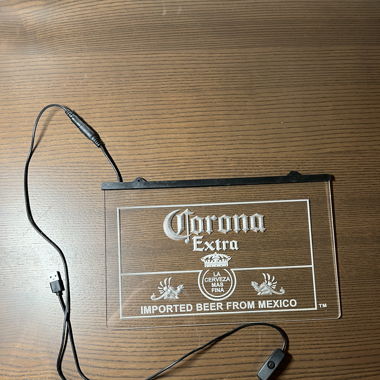 Corona
Extra
LA
CERVEZA
MAS
FINA
IMPORTED BEER FROM MEXICO
TM